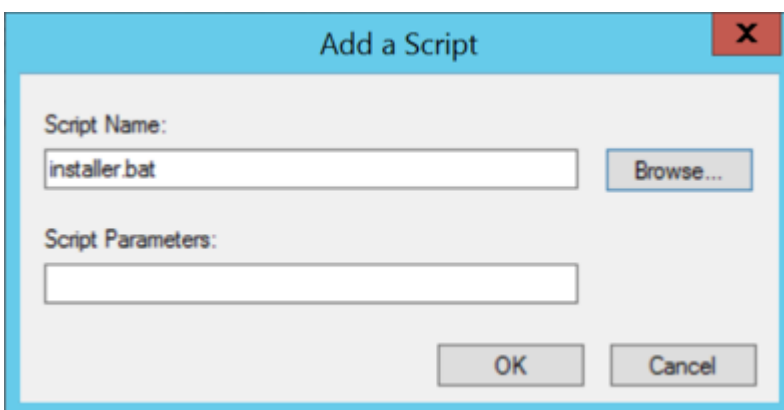 Add a Script
x
Script Name:
installer.bat
Browse...
Script Parameters:
OK
Cancel